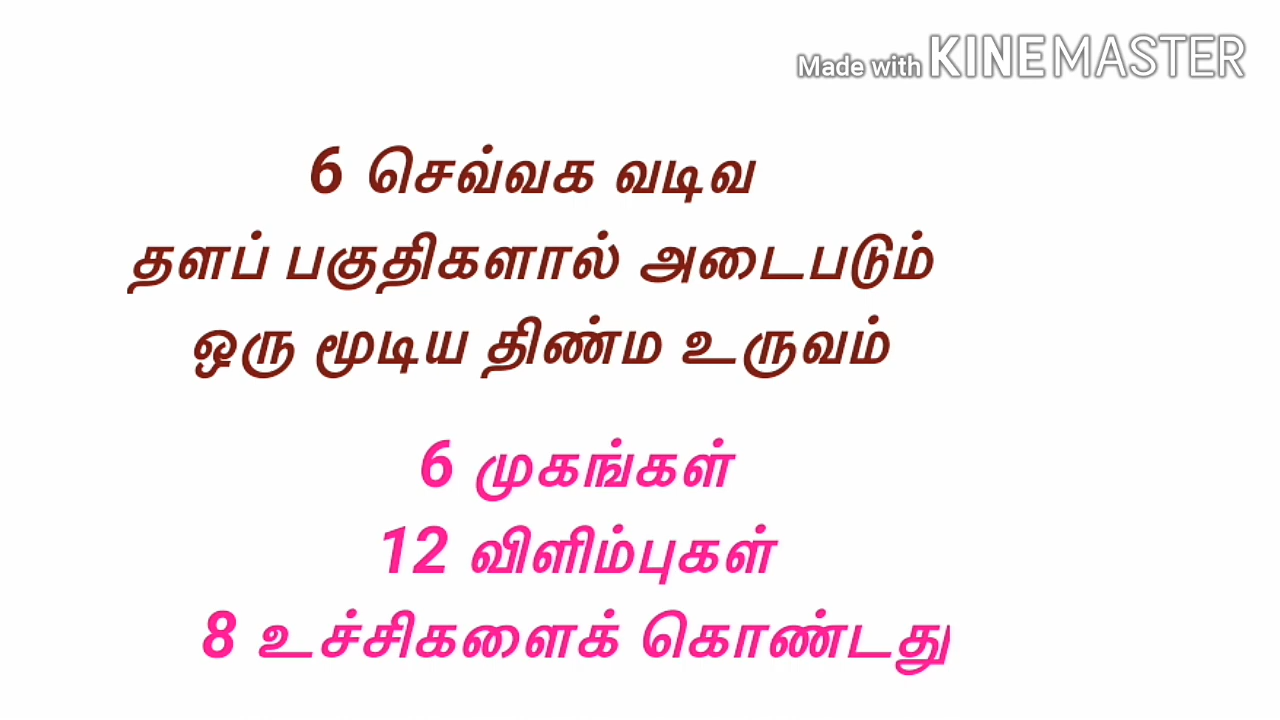 Made with KINEMASTER
6 செவ்வக வடிவ
தளப் பகுதிகளால் அடைபடும்
ஒரு மூடிய திண்ம உருவம்
6 முகங்கள்
12 விளிம்புகள்
8 உச்சிகளைக் கொண்டது